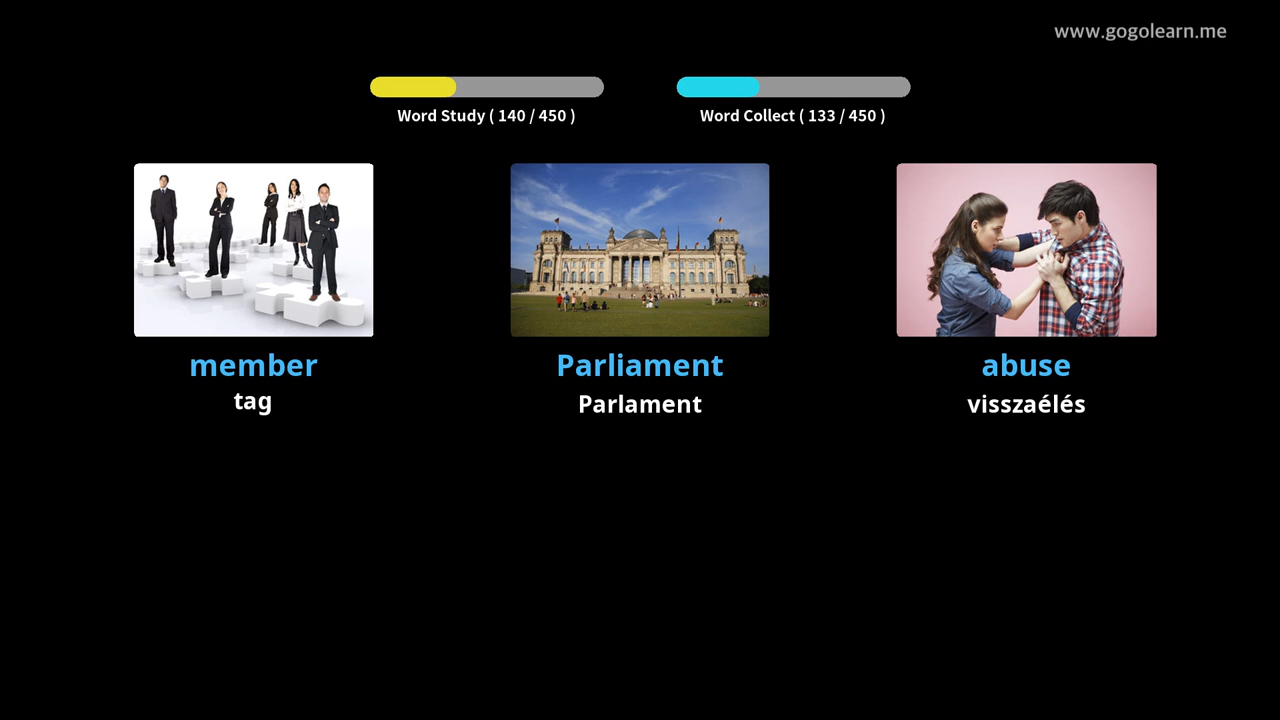 www.gogolearn.me
Word Study ( 140 / 450 )
Word Collect ( 133 / 450 )
member
Parliament
abuse
tag
Parlament
visszaélés